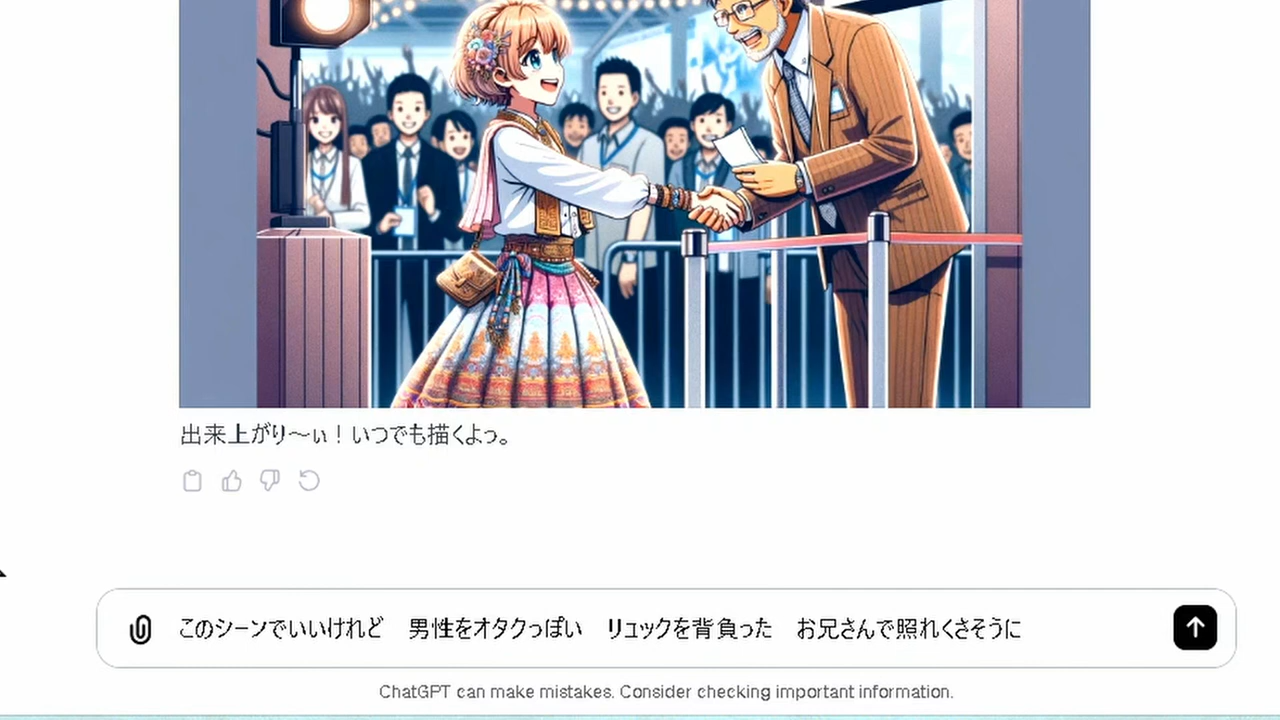 出来上がり～ぃ！いつでも描くよっ。
このシーンでいいけれど　男性をオタクっぽい　リュックを背負った　お兄さんで照れくさそうに
ChatGPT can make mistakes. Consider checking important information.